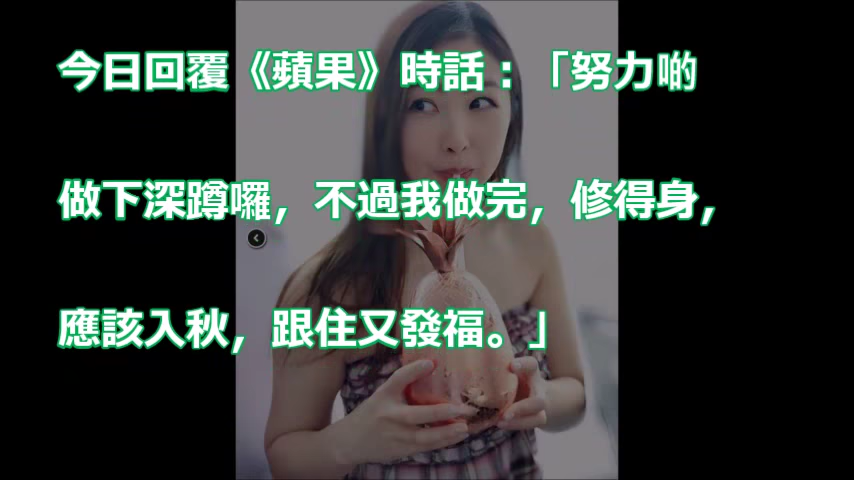 今日回覆《蘋果》時話：「努力啲
做下深蹲囉，不過我做完，修得身，
應該入秋，跟住又發福。」